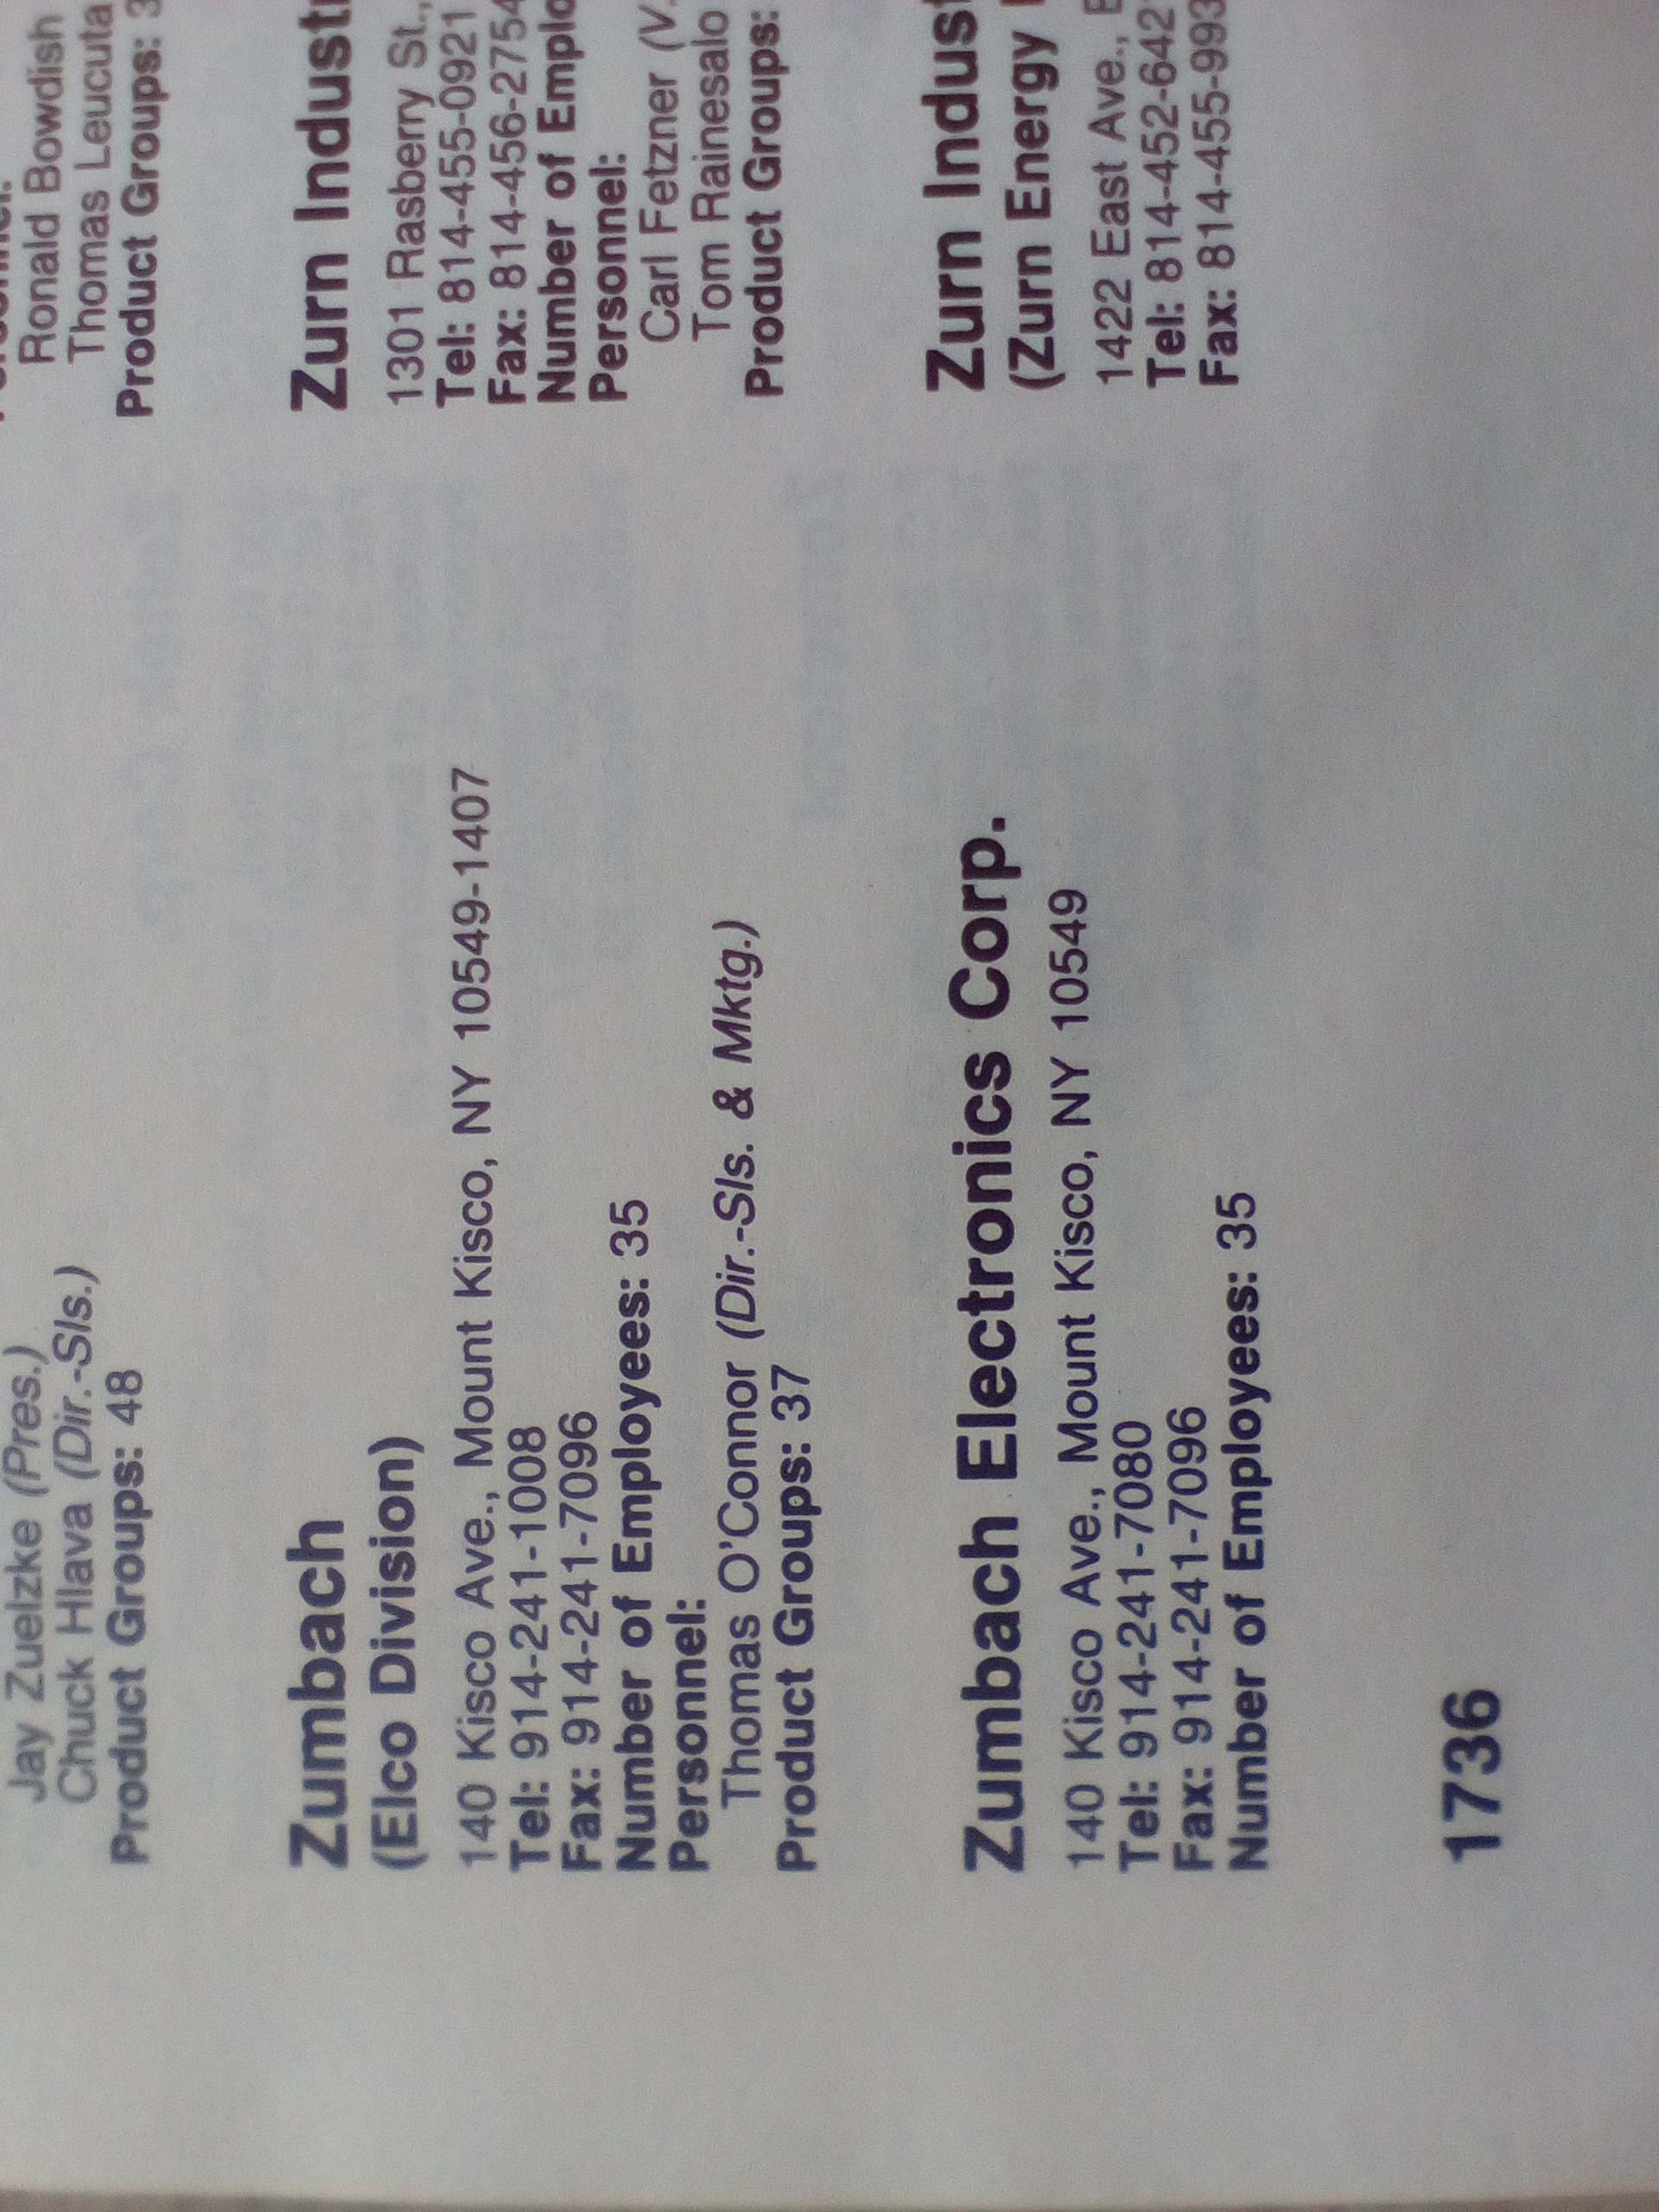 Jay Zuelzke (Pres.)
Chuck Hlava (Dir.-Sls.)
Product Groups: 48
Zumbach
(Elco Division)
140 Kisco Ave., Mount Kisco, NY 10549-1407
Tel: 914-241-1008
Fax: 914-241-7096
Number of Employees: 35
Personnel:
Thomas O'Connor (Dir.-Sls. & Mktg.)
Product Groups: 37
Zumbach Electronics Corp.
140 Kisco Ave., Mount Kisco, NY 10549
Tel: 914-241-7080
Fax: 914-241-7096
Number of Employees: 35
1736
Ronald Bowdish
Thomas Leucuta
Product Groups: 3
Zurn Indust
1301 Rasberry St.,
Tel: 814-455-0921
Fax: 814-456-2754
Number of Emplo
Personnel:
Carl Fetzner (V.
Tom Rainesalo
Product Groups:
Zurn Indust
(Zurn Energy
1422 East Ave., E
Tel: 814-452-642
Fax: 814-455-993